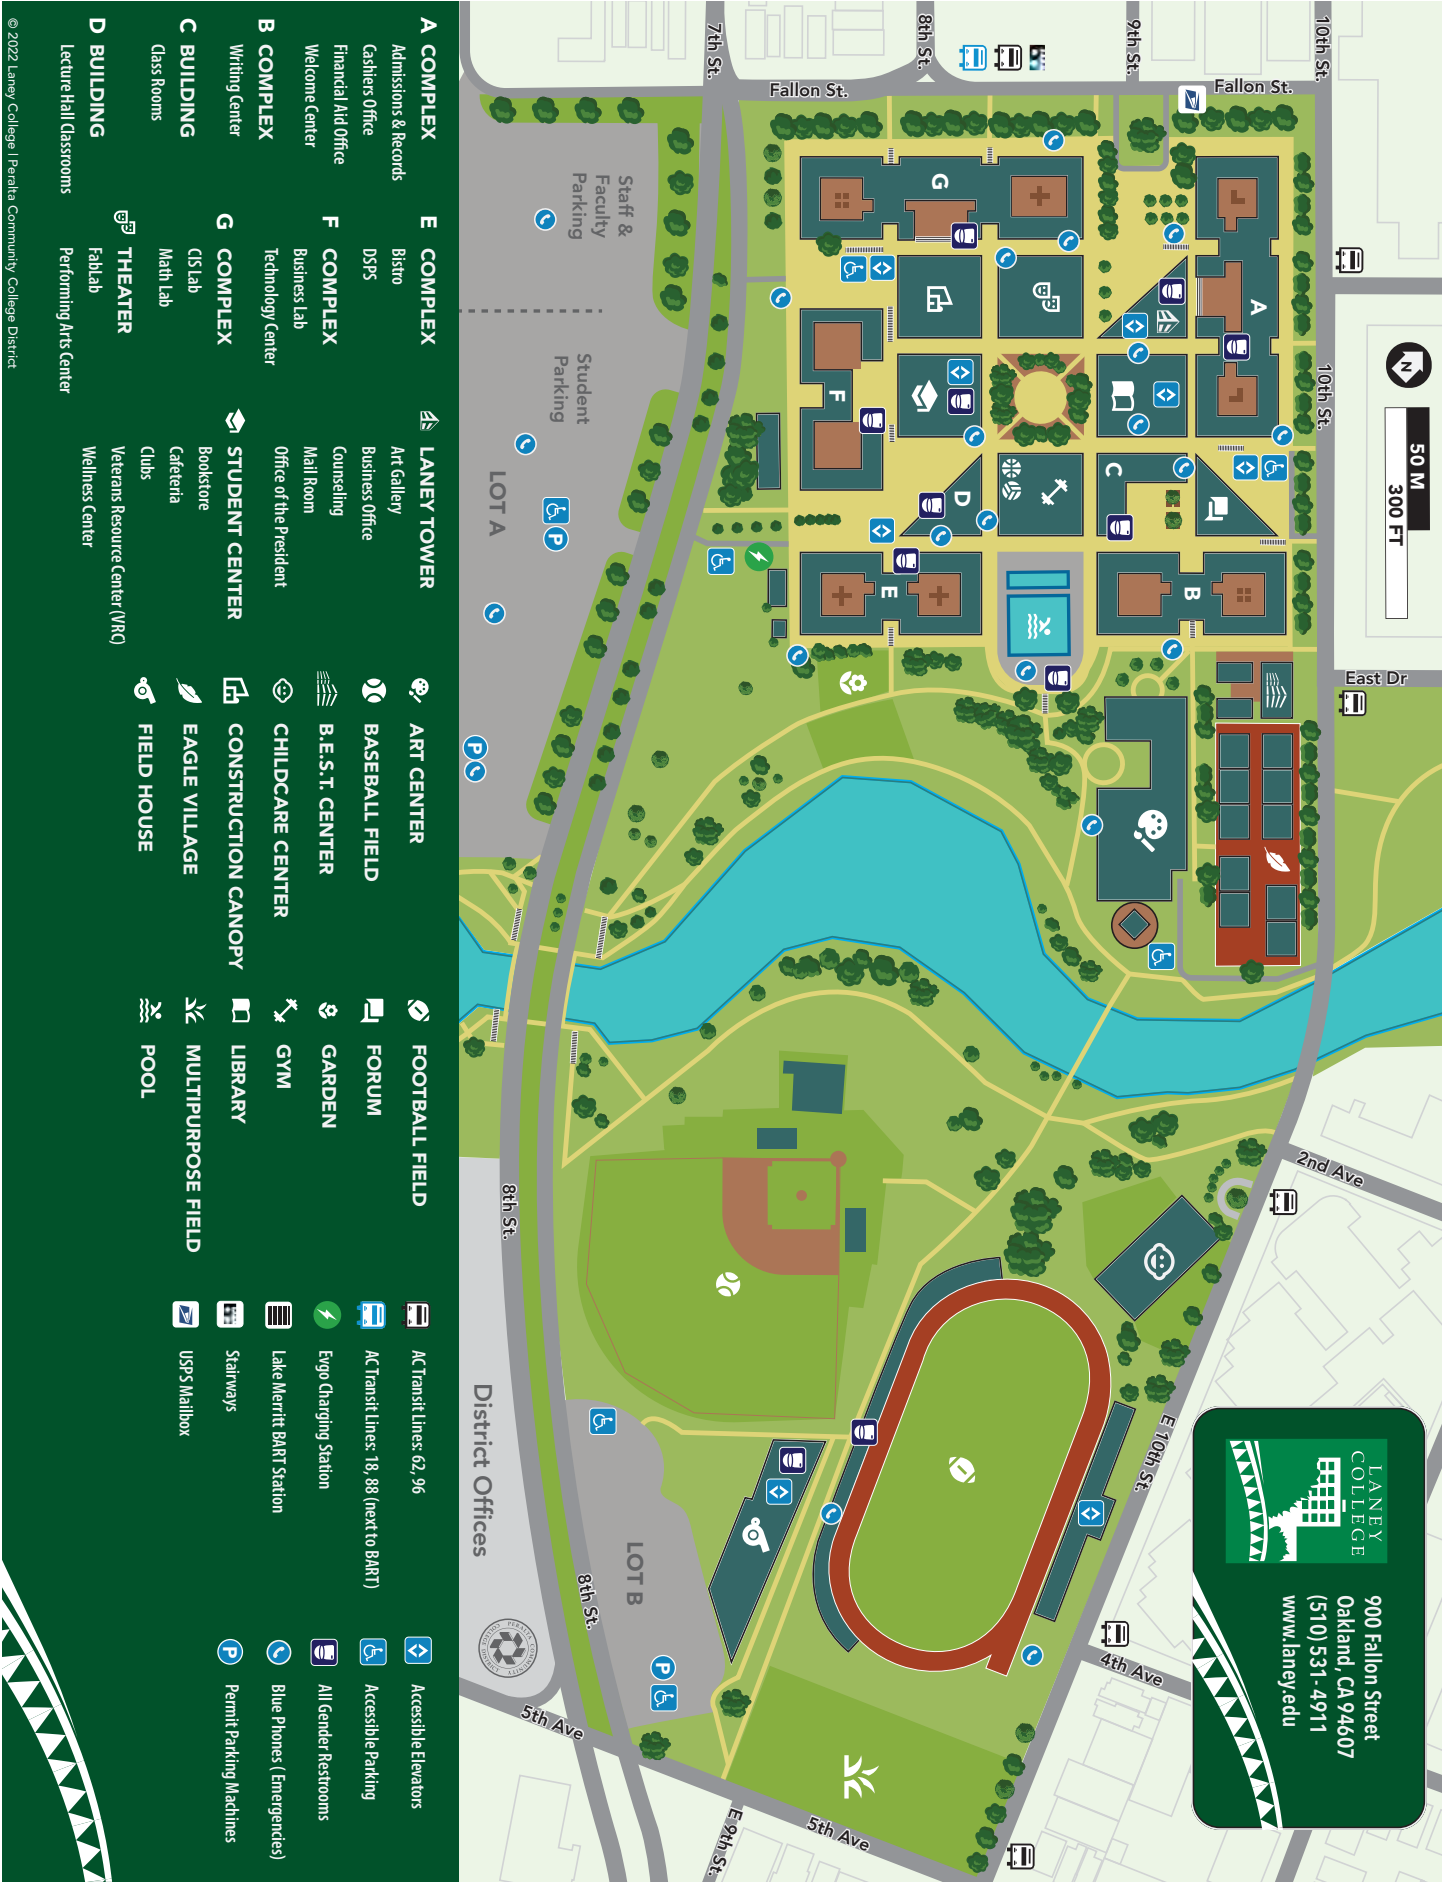 7th St.
8th St.
9th St.
10th St.
Fallon St.
Fallon St.
Staff &
Faculty
Parking
Student
Parking
LOT A
G
A
F
D
C
E
B
10th St.
N
50 M
300 FT
East Dr
2nd Ave
E 10th St.
4th Ave
8th St.
District Offices
LOT B
8th St.
5th Ave
E 9th St.
5th Ave
P
P
P
PERALTA COMMUNITY COLLEGE DISTRICT
LANEY
COLLEGE
900 Fallon Street
Oakland, CA 94607
(510) 531- 4911
www.laney.edu
A COMPLEX
Admissions & Records
Cashiers Office
Financial Aid Office
Welcome Center
B COMPLEX
Writing Center
C BUILDING
Class Rooms
D BUILDING
Lecture Hall Classrooms
E COMPLEX
Bistro
DSPS
F COMPLEX
Business Lab
Technology Center
G COMPLEX
CIS Lab
Math Lab
THEATER
FabLab
Performing Arts Center
LANEY TOWER
Art Gallery
Business Office
Counseling
Mail Room
Office of the President
STUDENT CENTER
Bookstore
Cafeteria
Clubs
Veterans Resource Center (VRC)
Wellness Center
ART CENTER
BASEBALL FIELD
B.E.S.T. CENTER
CHILDCARE CENTER
CONSTRUCTION CANOPY
EAGLE VILLAGE
FIELD HOUSE
FOOTBALL FIELD
FORUM
GARDEN
GYM
LIBRARY
MULTIPURPOSE FIELD
POOL
AC Transit Lines: 62, 96
AC Transit Lines: 18, 88 (next to BART)
Evgo Charging Station
Lake Merritt BART Station
Stairways
USPS Mailbox
Accessible Elevators
Accessible Parking
All Gender Restrooms
Blue Phones ( Emergencies)
P Permit Parking Machines
© 2022 Laney College | Peralta Community College District